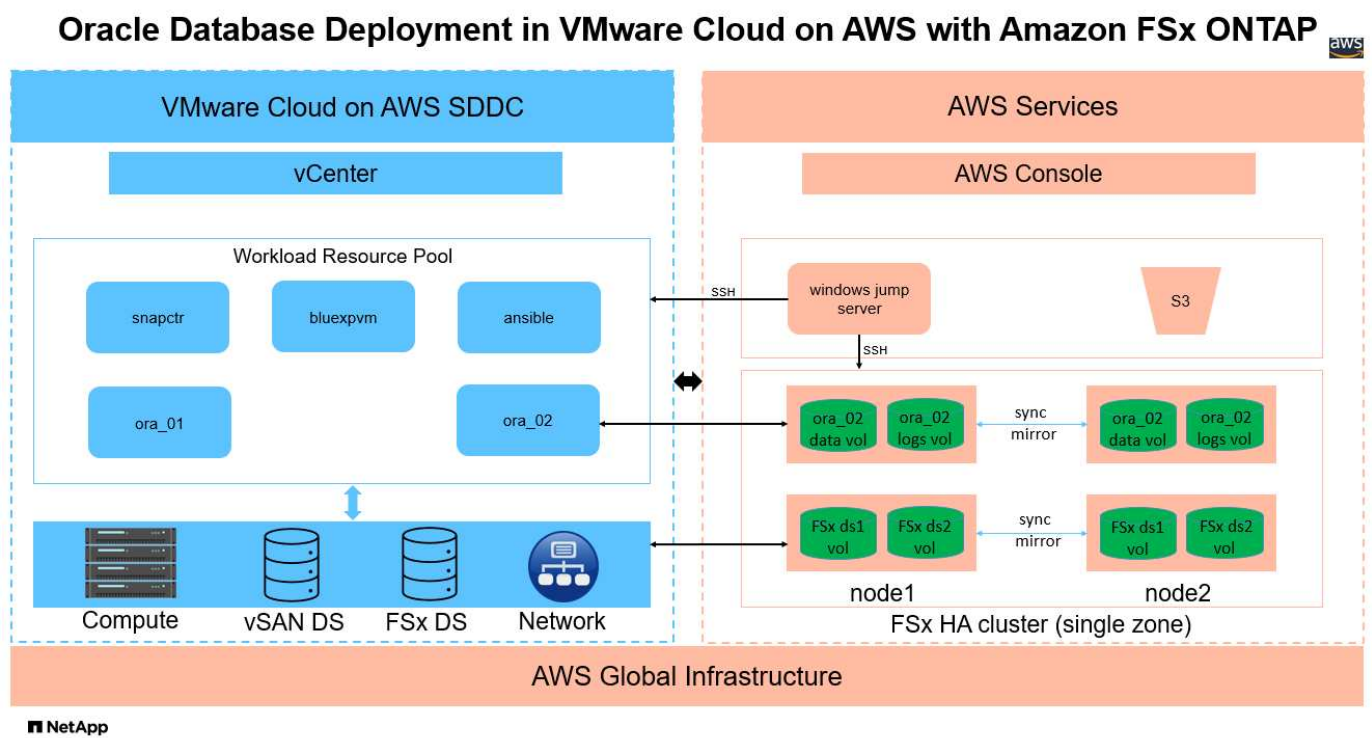 Oracle Database Deployment in VMware Cloud on AWS with Amazon FSx ONTAP
aws
VMware Cloud on AWS SDDC
vCenter
Workload Resource Pool
snapctr
bluexpvm
ansible
ora_01
ora_02
Compute
vSAN DS
FSx DS
Network
AWS Services
AWS Console
SSH
windows jump
server
S3
SSH
ora_02
data vol
ora_02
logs vol
sync
mirror
ora_02
data vol
ora_02
logs vol
FSx ds1
vol
FSx ds2
vol
sync
mirror
FSx ds1
vol
FSx ds2
vol
node1
node2
FSx HA cluster (single zone)
AWS Global Infrastructure
NetApp